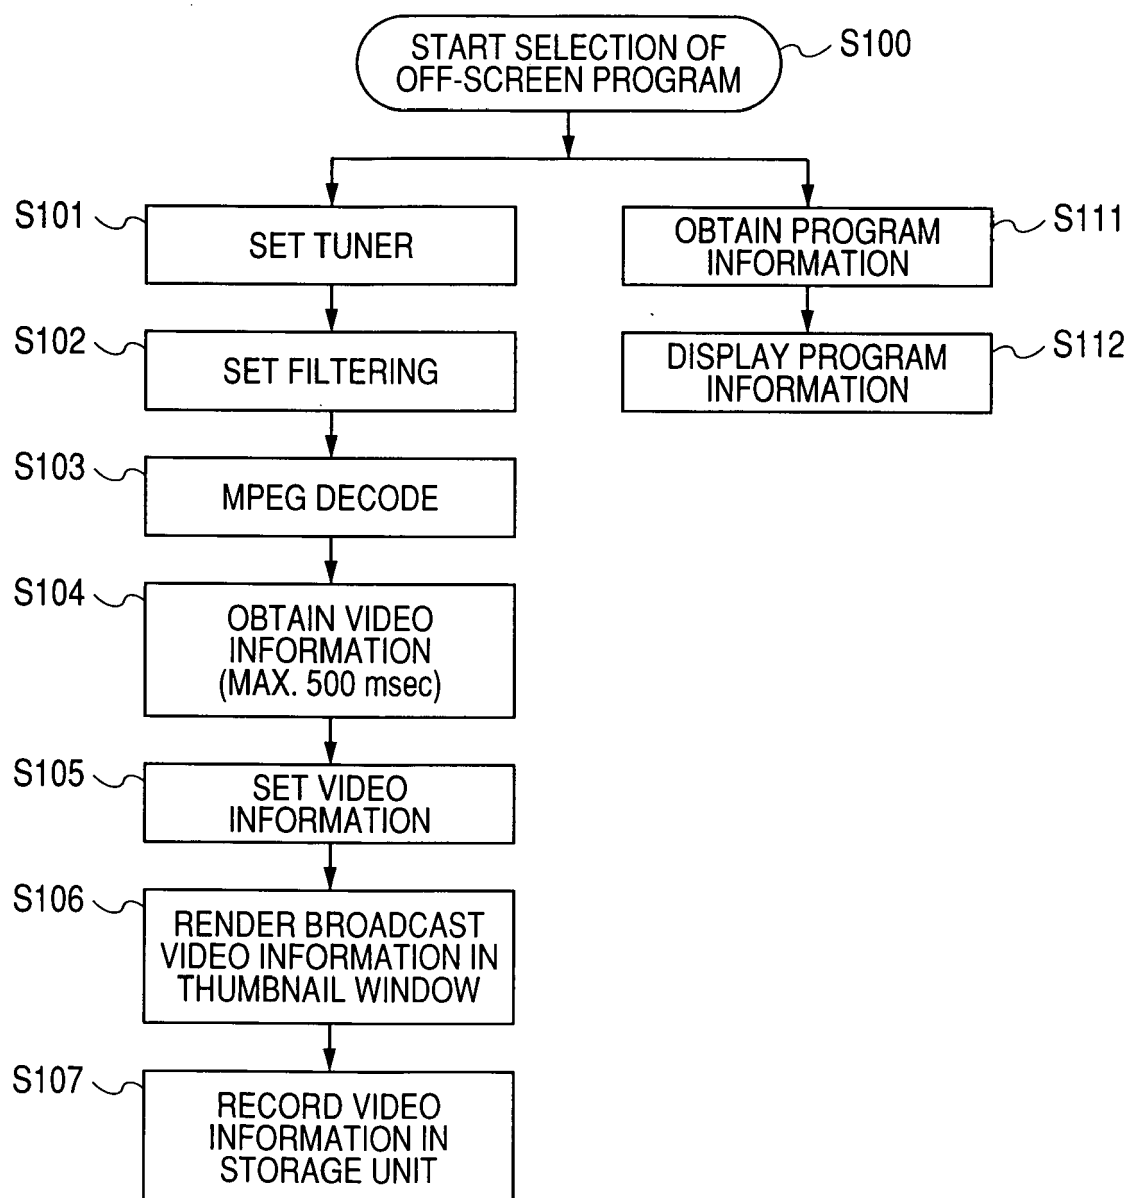 START SELECTION OF
OFF-SCREEN PROGRAM
S100
S101
SET TUNER
S111
OBTAIN PROGRAM
INFORMATION
S102
SET FILTERING
S112
DISPLAY PROGRAM
INFORMATION
S103
MPEG DECODE
S104
OBTAIN VIDEO
INFORMATION
(MAX. 500 msec)
S105
SET VIDEO
INFORMATION
S106
RENDER BROADCAST
VIDEO INFORMATION IN
THUMBNAIL WINDOW
S107
RECORD VIDEO
INFORMATION IN
STORAGE UNIT